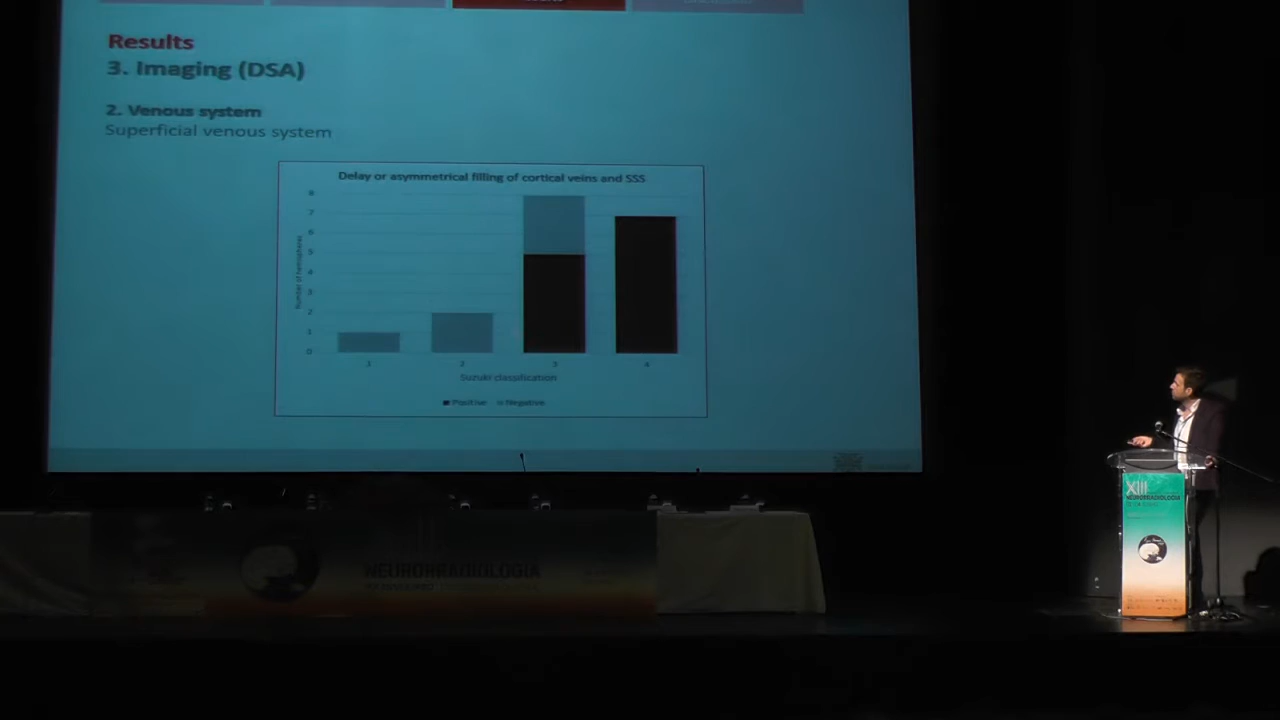 Results
3. Imaging (DSA)
2. Venous system
Superficial venous system
Delay or asymmetrical filling of cortical veins and SSS
8
7
6
5
4
3
2
1
0
Number of hemispheres
1 2 3 4
Suzuki classification
Positive Negative
XIII
NEURORRADIOLOGIA
NEURORRADIOLOGIA